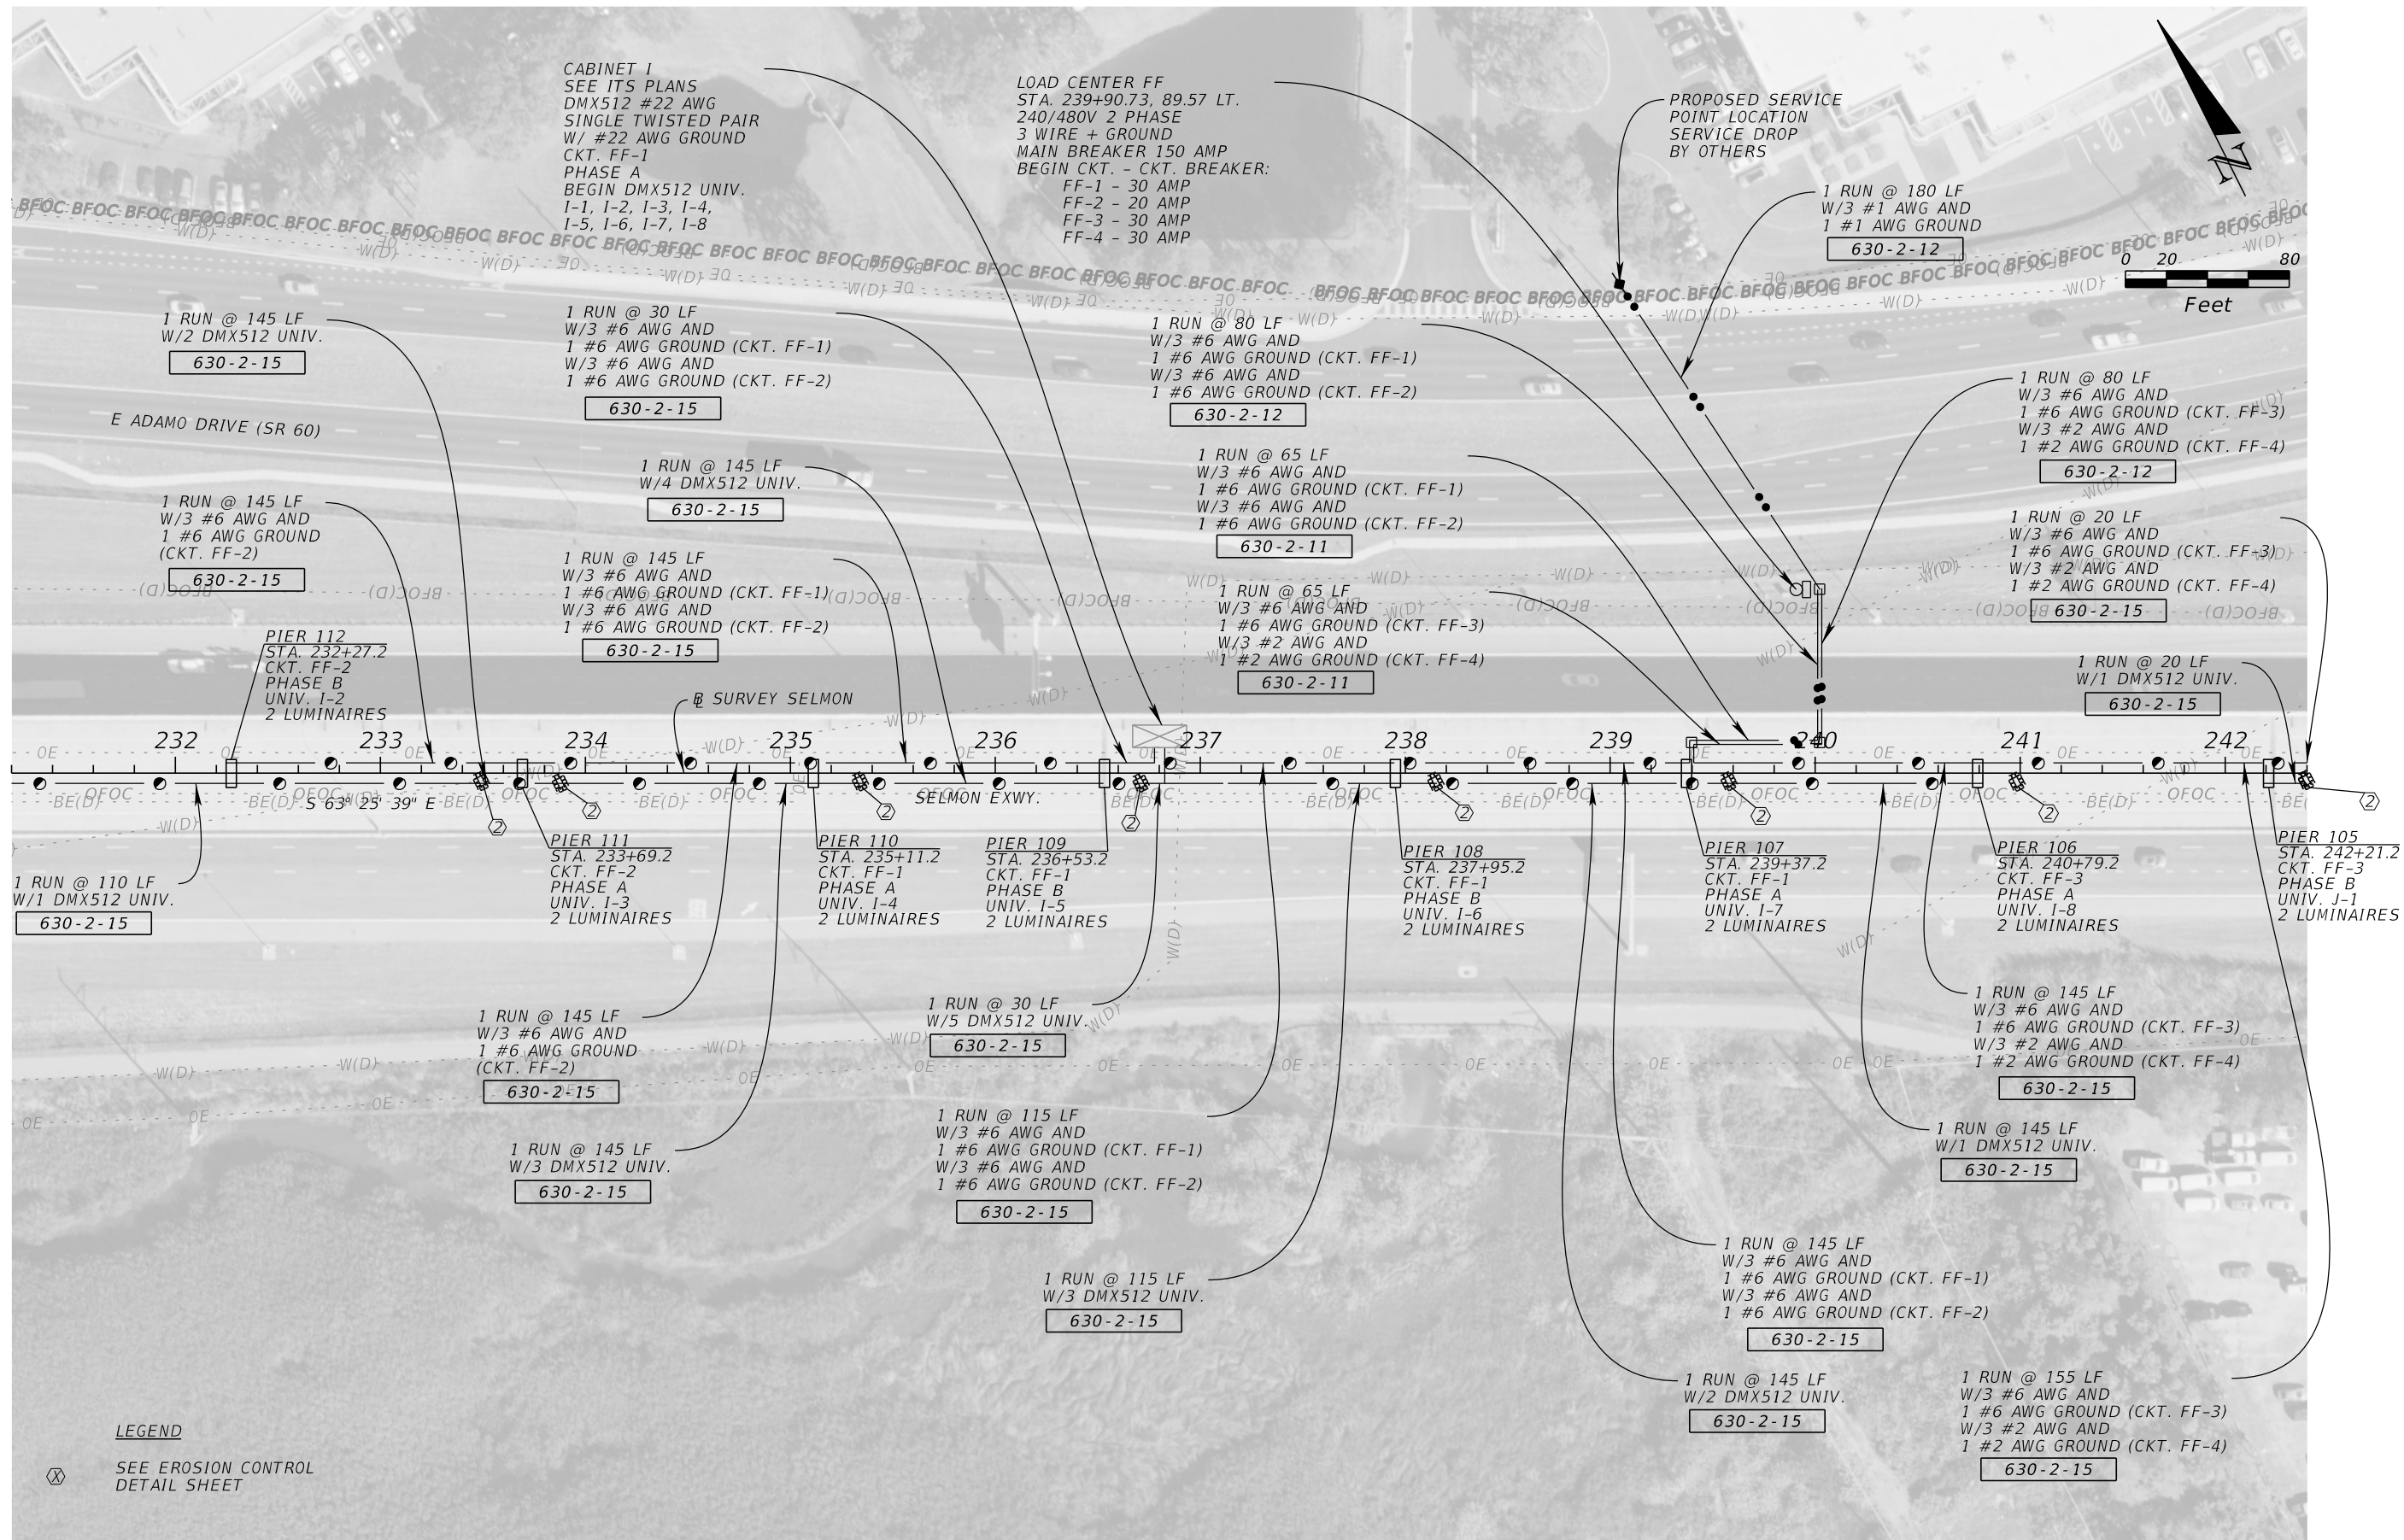 CABINET I
SEE ITS PLANS
DMX512 #22 AWG
SINGLE TWISTED PAIR
W/ #22 AWG GROUND
CKT. FF-1
PHASE A
BEGIN DMX512 UNIV.
I-1, I-2, I-3, I-4,
I-5, I-6, I-7, I-8
LOAD CENTER FF
STA. 239+90.73, 89.57 LT.
240/480V 2 PHASE
3 WIRE + GROUND
MAIN BREAKER 150 AMP
BEGIN CKT. - CKT. BREAKER:
FF-1 - 30 AMP
FF-2 - 20 AMP
FF-3 - 30 AMP
FF-4 - 30 AMP
PROPOSED SERVICE
POINT LOCATION
SERVICE DROP
BY OTHERS
1 RUN @ 180 LF
W/3 #1 AWG AND
1 #1 AWG GROUND
630-2-12
N
0 20 80
Feet
BFOC BFOC BFOC BFOC BFOC BFOC BFOC BFOC BFOC BFOC BFOC BFOC BFOC BFOC BFOC BFOC BFOC BFOC BFOC BFOC BFOC BFOC BFOC BFOC
1 RUN @ 145 LF
W/2 DMX512 UNIV.
630-2-15
1 RUN @ 30 LF
W/3 #6 AWG AND
1 #6 AWG GROUND (CKT. FF-1)
W/3 #6 AWG AND
1 #6 AWG GROUND (CKT. FF-2)
630-2-15
1 RUN @ 80 LF
W/3 #6 AWG AND
1 #6 AWG GROUND (CKT. FF-1)
W/3 #6 AWG AND
1 #6 AWG GROUND (CKT. FF-2)
630-2-12
1 RUN @ 80 LF
W/3 #6 AWG AND
1 #6 AWG GROUND (CKT. FF-3)
W/3 #2 AWG AND
1 #2 AWG GROUND (CKT. FF-4)
630-2-12
E ADAMO DRIVE (SR 60)
1 RUN @ 145 LF
W/4 DMX512 UNIV.
630-2-15
1 RUN @ 65 LF
W/3 #6 AWG AND
1 #6 AWG GROUND (CKT. FF-1)
W/3 #6 AWG AND
1 #6 AWG GROUND (CKT. FF-2)
630-2-11
1 RUN @ 145 LF
W/3 #6 AWG AND
1 #6 AWG GROUND
(CKT. FF-2)
630-2-15
1 RUN @ 20 LF
W/3 #6 AWG AND
1 #6 AWG GROUND (CKT. FF-3)
W/3 #2 AWG AND
1 #2 AWG GROUND (CKT. FF-4)
630-2-15
1 RUN @ 145 LF
W/3 #6 AWG AND
1 #6 AWG GROUND (CKT. FF-1)
W/3 #6 AWG AND
1 #6 AWG GROUND (CKT. FF-2)
630-2-15
1 RUN @ 65 LF
W/3 #6 AWG AND
1 #6 AWG GROUND (CKT. FF-3)
W/3 #2 AWG AND
1 #2 AWG GROUND (CKT. FF-4)
630-2-11
PIER 112
STA. 232+27.2
CKT. FF-2
PHASE B
UNIV. I-2
2 LUMINAIRES
1 RUN @ 20 LF
W/1 DMX512 UNIV.
630-2-15
BL SURVEY SELMON
232 233 234 235 236 237 238 239 240 241 242
S 63° 25' 39" E
SELMON EXWY.
2 2 2 2 2 2 2 2
PIER 111
STA. 233+69.2
CKT. FF-2
PHASE A
UNIV. I-3
2 LUMINAIRES
PIER 110
STA. 235+11.2
CKT. FF-1
PHASE A
UNIV. I-4
2 LUMINAIRES
PIER 109
STA. 236+53.2
CKT. FF-1
PHASE B
UNIV. I-5
2 LUMINAIRES
PIER 108
STA. 237+95.2
CKT. FF-1
PHASE B
UNIV. I-6
2 LUMINAIRES
PIER 107
STA. 239+37.2
CKT. FF-1
PHASE A
UNIV. I-7
2 LUMINAIRES
PIER 106
STA. 240+79.2
CKT. FF-3
PHASE A
UNIV. I-8
2 LUMINAIRES
PIER 105
STA. 242+21.2
CKT. FF-3
PHASE B
UNIV. J-1
2 LUMINAIRES
1 RUN @ 110 LF
W/1 DMX512 UNIV.
630-2-15
1 RUN @ 145 LF
W/3 #6 AWG AND
1 #6 AWG GROUND
(CKT. FF-2)
630-2-15
1 RUN @ 30 LF
W/5 DMX512 UNIV.
630-2-15
1 RUN @ 145 LF
W/3 #6 AWG AND
1 #6 AWG GROUND (CKT. FF-3)
W/3 #2 AWG AND
1 #2 AWG GROUND (CKT. FF-4)
630-2-15
1 RUN @ 145 LF
W/3 DMX512 UNIV.
630-2-15
1 RUN @ 115 LF
W/3 #6 AWG AND
1 #6 AWG GROUND (CKT. FF-1)
W/3 #6 AWG AND
1 #6 AWG GROUND (CKT. FF-2)
630-2-15
1 RUN @ 145 LF
W/1 DMX512 UNIV.
630-2-15
1 RUN @ 115 LF
W/3 DMX512 UNIV.
630-2-15
1 RUN @ 145 LF
W/3 #6 AWG AND
1 #6 AWG GROUND (CKT. FF-1)
W/3 #6 AWG AND
1 #6 AWG GROUND (CKT. FF-2)
630-2-15
1 RUN @ 145 LF
W/2 DMX512 UNIV.
630-2-15
1 RUN @ 155 LF
W/3 #6 AWG AND
1 #6 AWG GROUND (CKT. FF-3)
W/3 #2 AWG AND
1 #2 AWG GROUND (CKT. FF-4)
630-2-15
LEGEND
X SEE EROSION CONTROL
DETAIL SHEET